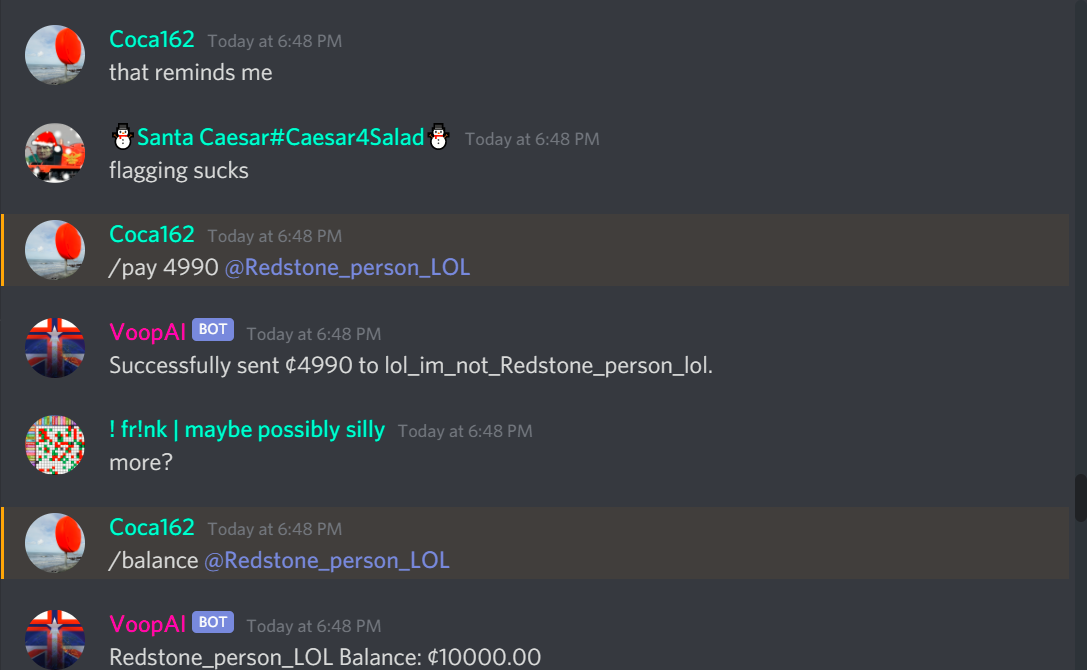 Coca162 Today at 6:48 PM
that reminds me
⛄Santa Caesar#Caesar4Salad⛄ Today at 6:48 PM
flagging sucks
Coca162 Today at 6:48 PM
/pay 4990 @Redstone_person_LOL
VoopAI BOT Today at 6:48 PM
Successfully sent ¢4990 to lol_im_not_Redstone_person_lol.
! fr!nk | maybe possibly silly Today at 6:48 PM
more?
Coca162 Today at 6:48 PM
/balance @Redstone_person_LOL
VoopAI BOT Today at 6:48 PM
Redstone_person_LOL Balance: ¢10000.00